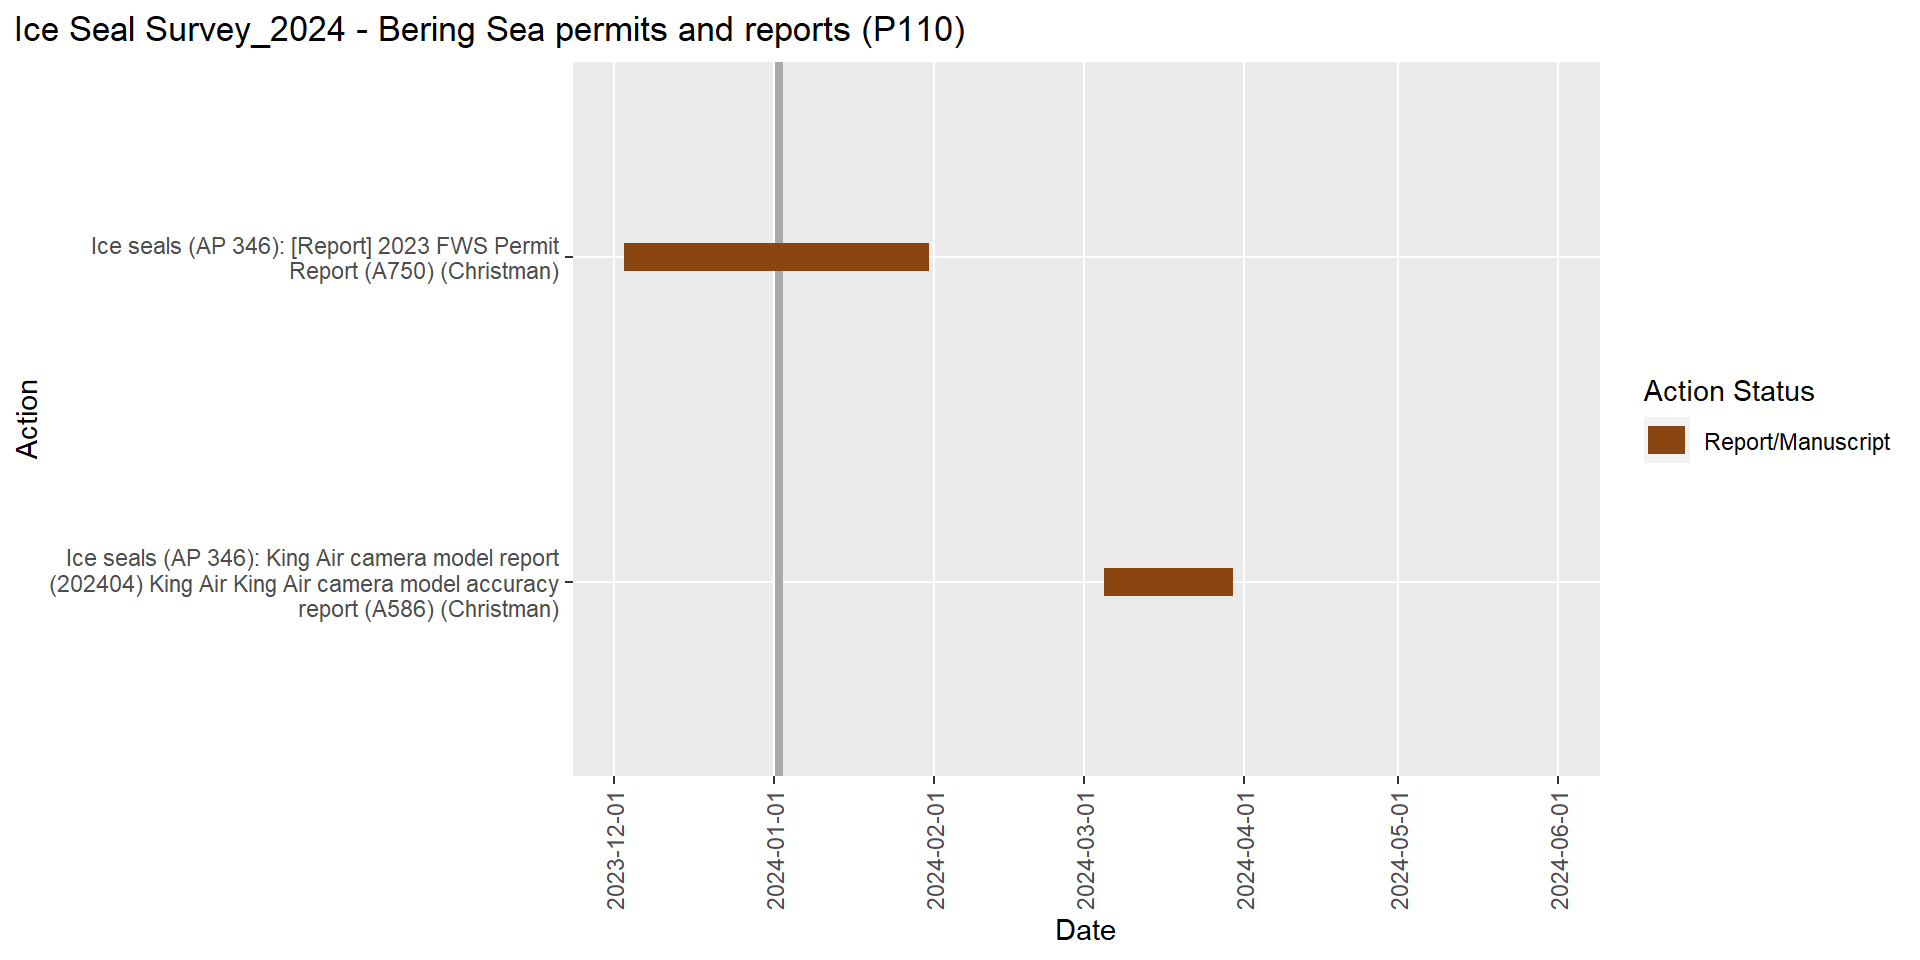 Ice Seal Survey_2024 - Bering Sea permits and reports (P110)
Ice seals (AP 346): [Report] 2023 FWS Permit
Report (A750) (Christman)
Action
Ice seals (AP 346): King Air camera model report
(202404) King Air King Air camera model accuracy
report (A586) (Christman)
Action Status
Report/Manuscript
2023-12-01
2024-01-01
2024-02-01
2024-03-01
2024-04-01
2024-05-01
2024-06-01
Date